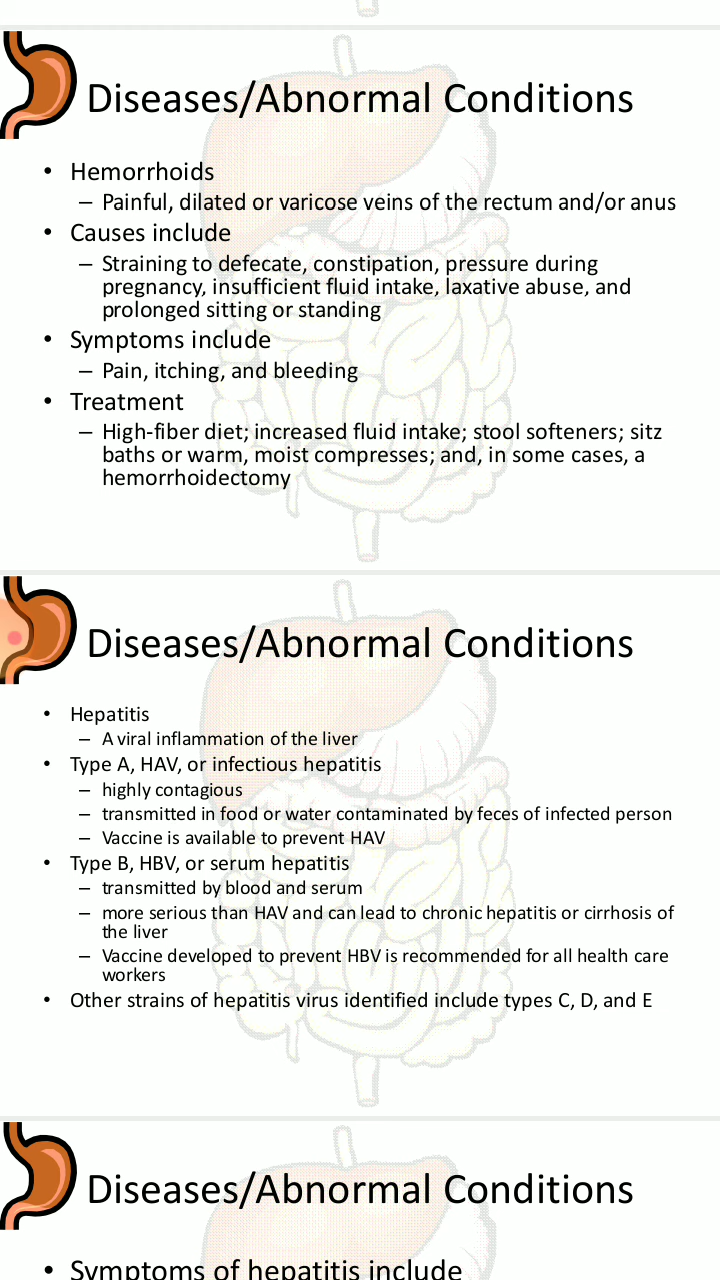 Diseases/Abnormal Conditions
• Hemorrhoids
– Painful, dilated or varicose veins of the rectum and/or anus
• Causes include
– Straining to defecate, constipation, pressure during
pregnancy, insufficient fluid intake, laxative abuse, and
prolonged sitting or standing
• Symptoms include
– Pain, itching, and bleeding
• Treatment
– High-fiber diet; increased fluid intake; stool softeners; sitz
baths or warm, moist compresses; and, in some cases, a
hemorrhoidectomy
Diseases/Abnormal Conditions
• Hepatitis
– A viral inflammation of the liver
• Type A, HAV, or infectious hepatitis
– highly contagious
– transmitted in food or water contaminated by feces of infected person
– Vaccine is available to prevent HAV
• Type B, HBV, or serum hepatitis
– transmitted by blood and serum
– more serious than HAV and can lead to chronic hepatitis or cirrhosis of
the liver
– Vaccine developed to prevent HBV is recommended for all health care
workers
• Other strains of hepatitis virus identified include types C, D, and E
Diseases/Abnormal Conditions
• Symptoms of hepatitis include